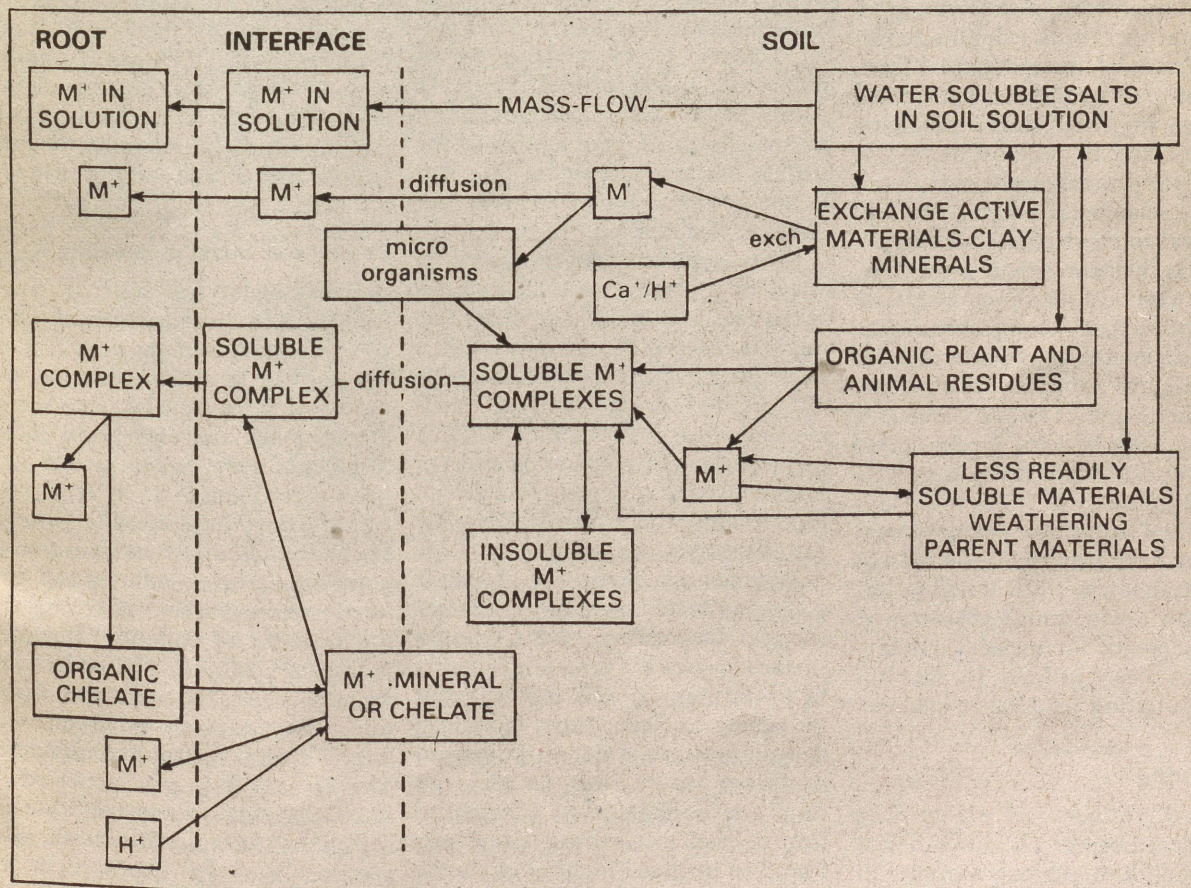 ROOT
INTERFACE
SOIL
M⁺ IN
SOLUTION
M⁺ IN
SOLUTION
MASS-FLOW
WATER SOLUBLE SALTS
IN SOIL SOLUTION
M⁺
M⁺
diffusion
M'
exch
EXCHANGE ACTIVE
MATERIALS-CLAY
MINERALS
micro
organisms
Ca⁺/H⁺
M⁺
COMPLEX
SOLUBLE
M⁺
COMPLEX
diffusion
SOLUBLE M⁺
COMPLEXES
ORGANIC PLANT AND
ANIMAL RESIDUES
M⁺
M⁺
LESS READILY
SOLUBLE MATERIALS
WEATHERING
PARENT MATERIALS
INSOLUBLE
M⁺
COMPLEXES
ORGANIC
CHELATE
M⁺ .MINERAL
OR CHELATE
M⁺
H⁺